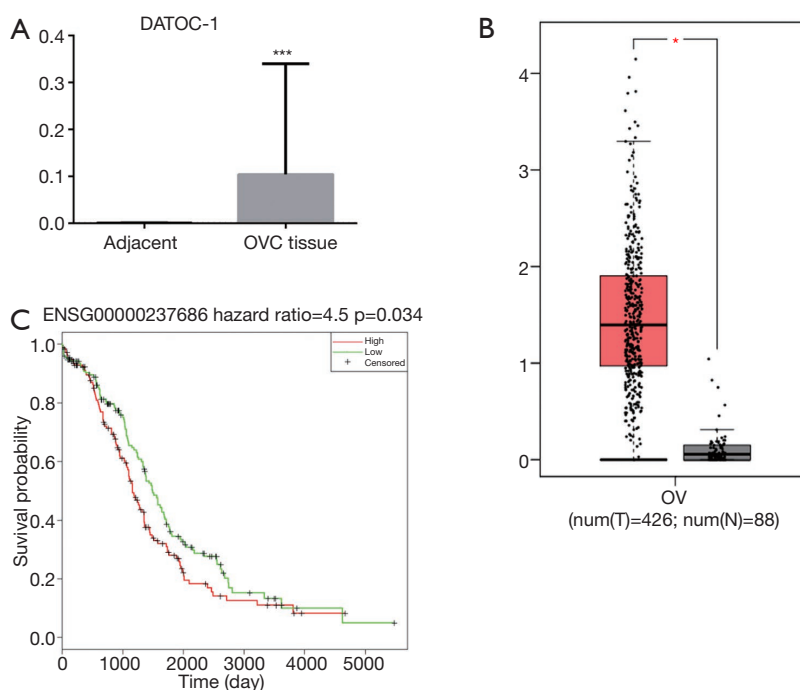 A
DATOC-1
0.4
0.3
0.2
0.1
0.0
***
Adjacent
OVC tissue
B
*
4
3
2
1
0
OV
(num(T)=426; num(N)=88)
C
ENSG00000237686 hazard ratio=4.5 p=0.034
High
Low
Censored
Suvival probability
1.0
0.8
0.6
0.4
0.2
0.0
0 1000 2000 3000 4000 5000
Time (day)